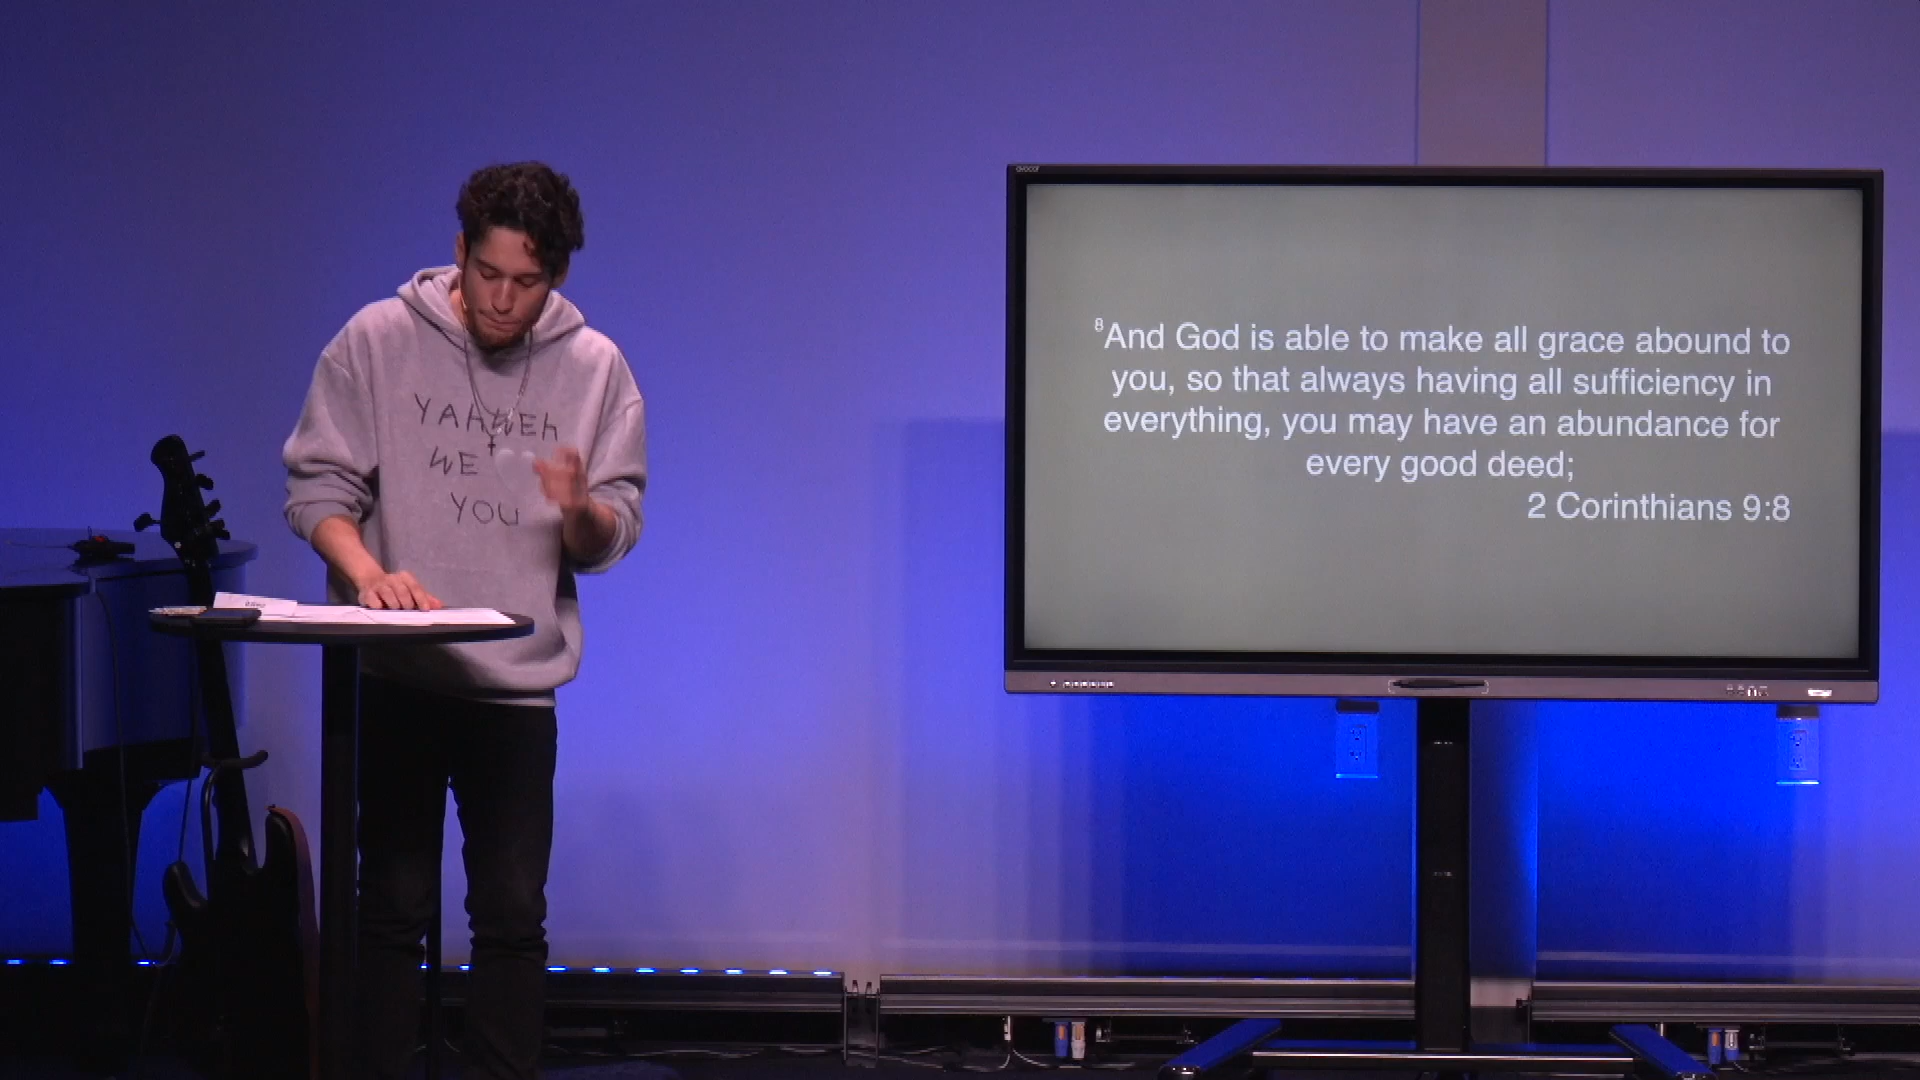 YAHWEH
WE
YOU
avocor
⁸And God is able to make all grace abound to
you, so that always having all sufficiency in
everything, you may have an abundance for
every good deed;
2 Corinthians 9:8